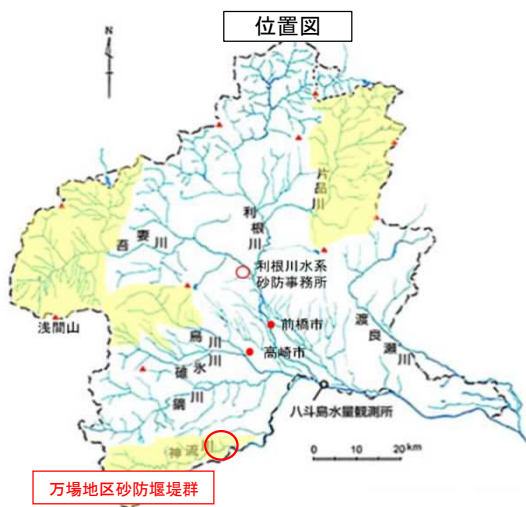 位置図
N
片品川
利根川
吾妻川
利根川水系
砂防事務所
浅間山
前橋市
渡良瀬川
烏川
高崎市
碓氷川
鏑川
八斗島水量観測所
神流川
0
10
20km
万場地区砂防堰堤群